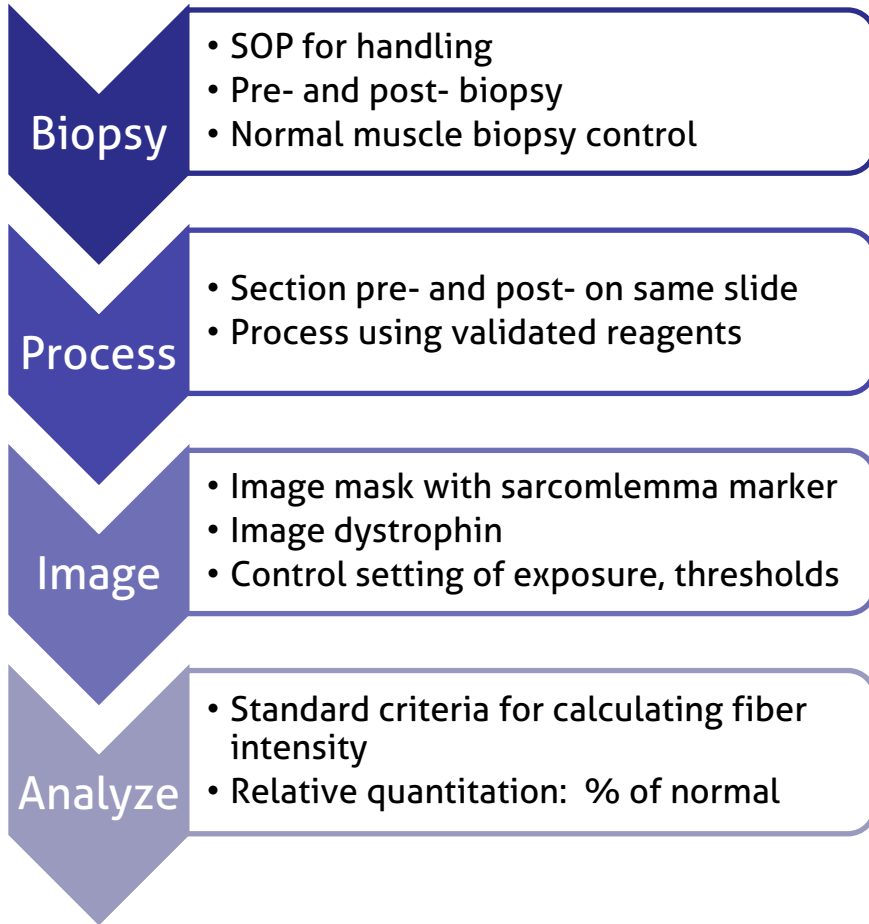 Biopsy
• SOP for handling
• Pre- and post- biopsy
• Normal muscle biopsy control
Process
• Section pre- and post- on same slide
• Process using validated reagents
Image
• Image mask with sarcomlemma marker
• Image dystrophin
• Control setting of exposure, thresholds
Analyze
• Standard criteria for calculating fiber
intensity
• Relative quantitation: % of normal